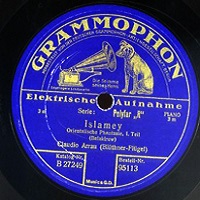 GRAMMOPHON
Die Stimme
seines Herrn
Elektrische Aufnahme
Serie: Polyfar „R"
PIANO
Islamey
Orientalische Phantasie, 1. Teil
(Balakirew)
Claudio Arrau (Blüthner-Flügel)
Katalog-Nr.
B 27249
Bestell-Nr.
95113